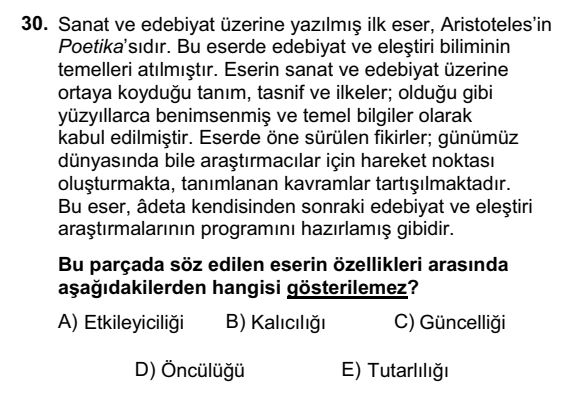 30. Sanat ve edebiyat üzerine yazılmış ilk eser, Aristoteles'in
Poetika'sıdır. Bu eserde edebiyat ve eleştiri biliminin
temelleri atılmıştır. Eserin sanat ve edebiyat üzerine
ortaya koyduğu tanım, tasnif ve ilkeler; olduğu gibi
yüzyıllarca benimsenmiş ve temel bilgiler olarak
kabul edilmiştir. Eserde öne sürülen fikirler; günümüz
dünyasında bile araştırmacılar için hareket noktası
oluşturmakta, tanımlanan kavramlar tartışılmaktadır.
Bu eser, âdeta kendisinden sonraki edebiyat ve eleştiri
araştırmalarının programını hazırlamış gibidir.
Bu parçada söz edilen eserin özellikleri arasında
aşağıdakilerden hangisi gösterilemez?
A) Etkileyiciliği B) Kalıcılığı C) Güncelliği
D) Öncülüğü E) Tutarlılığı